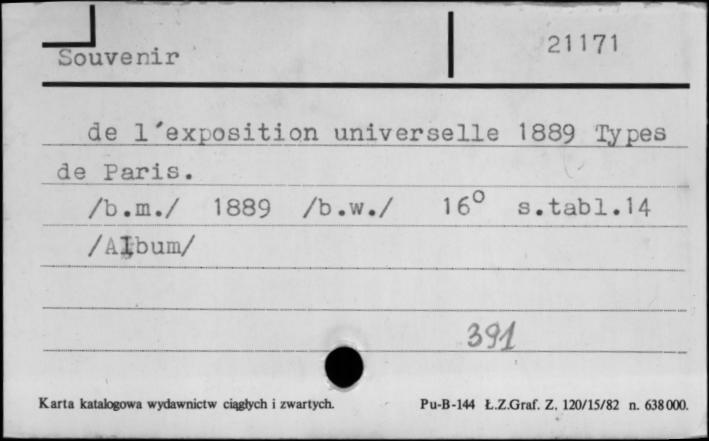 Souvenir 21171
de l'exposition universelle 1889 Types
de Paris.
/b.m./ 1889 /b.w./ 16° s.tabl.14
/Album/
391
Karta katalogowa wydawnictw ciągłych i zwartych. Pu-B-144 Ł.Z.Graf. Z. 120/15/82 n. 638000.